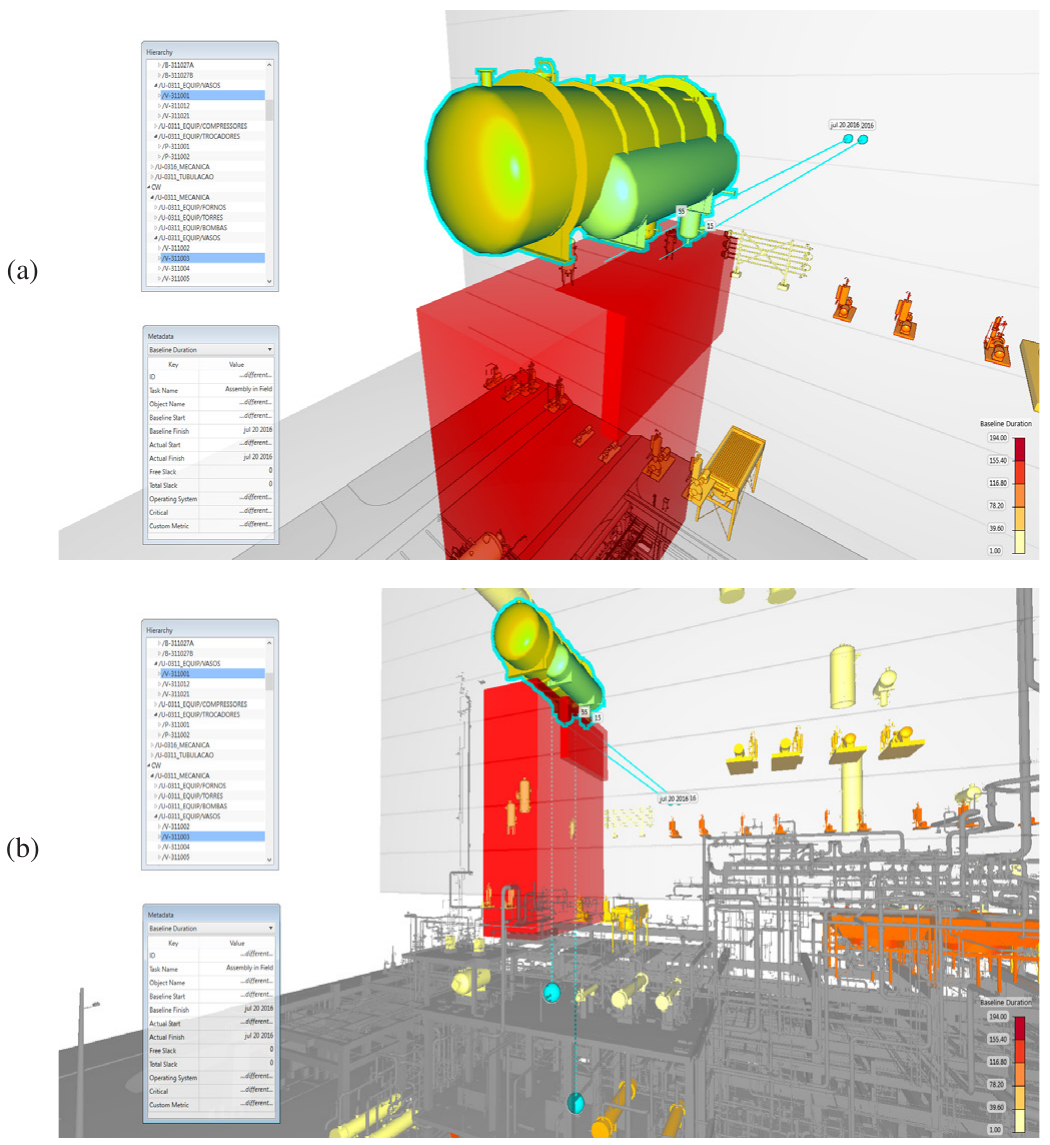 Hierarchy
/B-311027A
/B-311027B
/U-0311_EQUIP/VASOS
/V-311001
/V-311012
/V-311021
/U-0311_EQUIP/COMPRESSORES
/U-0311_EQUIP/TROCADORES
/P-311001
/P-311002
/U-0316_MECANICA
/U-0311_TUBULACAO
CW
/U-0311_MECANICA
/U-0311_EQUIP/FORNOS
/U-0311_EQUIP/TORRES
/U-0311_EQUIP/BOMBAS
/U-0311_EQUIP/VASOS
/V-311002
/V-311003
/V-311004
/V-311005
(a)
Metadata
Baseline Duration
Key Value
ID ...different...
Task Name Assembly in Field
Object Name ...different...
Baseline Start ...different...
Baseline Finish jul 20 2016
Actual Start ...different...
Actual Finish jul 20 2016
Free Slack 0
Total Slack 0
Operating System ...different...
Critical ...different...
Custom Metric ...different...
jul 20 2016 2016
55
15
Baseline Duration
194.00
155.40
116.80
78.20
39.60
1.00
Hierarchy
/B-311027A
/B-311027B
/U-0311_EQUIP/VASOS
/V-311001
/V-311012
/V-311021
/U-0311_EQUIP/COMPRESSORES
/U-0311_EQUIP/TROCADORES
/P-311001
/P-311002
/U-0316_MECANICA
/U-0311_TUBULACAO
CW
/U-0311_MECANICA
/U-0311_EQUIP/FORNOS
/U-0311_EQUIP/TORRES
/U-0311_EQUIP/BOMBAS
/U-0311_EQUIP/VASOS
/V-311002
/V-311003
/V-311004
/V-311005
(b)
Metadata
Baseline Duration
Key Value
ID ...different...
Task Name Assembly in Field
Object Name ...different...
Baseline Start ...different...
Baseline Finish jul 20 2016
Actual Start ...different...
Actual Finish jul 20 2016
Free Slack 0
Total Slack 0
Operating System ...different...
Critical ...different...
Custom Metric ...different...
55
15
jul 20 2016 16
Baseline Duration
194.00
155.40
116.80
78.20
39.60
1.00